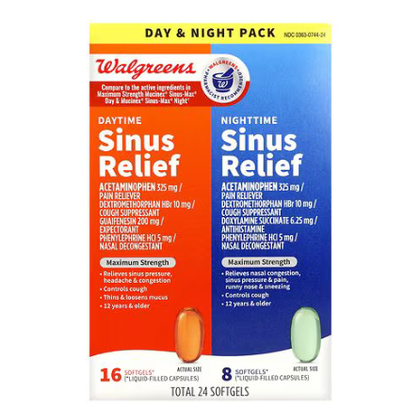 DAY & NIGHT PACK
NDC 0363-0744-24
Walgreens
Compare to the active ingredients in
Maximum Strength Mucinex® Sinus-Max®
Day & Mucinex® Sinus-Max® Night*
WALGREENS
PHARMACIST RECOMMENDED
DAYTIME
Sinus
Relief
ACETAMINOPHEN 325 mg /
PAIN RELIEVER
DEXTROMETHORPHAN HBr 10 mg /
COUGH SUPPRESSANT
GUAIFENESIN 200 mg /
EXPECTORANT
PHENYLEPHRINE HCl 5 mg /
NASAL DECONGESTANT
Maximum Strength
• Relieves sinus pressure,
headache & congestion
• Controls cough
• Thins & loosens mucus
• 12 years & older
ACTUAL SIZE
16 SOFTGELS*
(*LIQUID-FILLED CAPSULES)
NIGHTTIME
Sinus
Relief
ACETAMINOPHEN 325 mg /
PAIN RELIEVER
DEXTROMETHORPHAN HBr 10 mg /
COUGH SUPPRESSANT
DOXYLAMINE SUCCINATE 6.25 mg /
ANTIHISTAMINE
PHENYLEPHRINE HCl 5 mg /
NASAL DECONGESTANT
Maximum Strength
• Relieves nasal congestion,
sinus pressure & pain,
runny nose & sneezing
• Controls cough
• 12 years & older
ACTUAL SIZE
8 SOFTGELS*
(*LIQUID-FILLED CAPSULES)
TOTAL 24 SOFTGELS